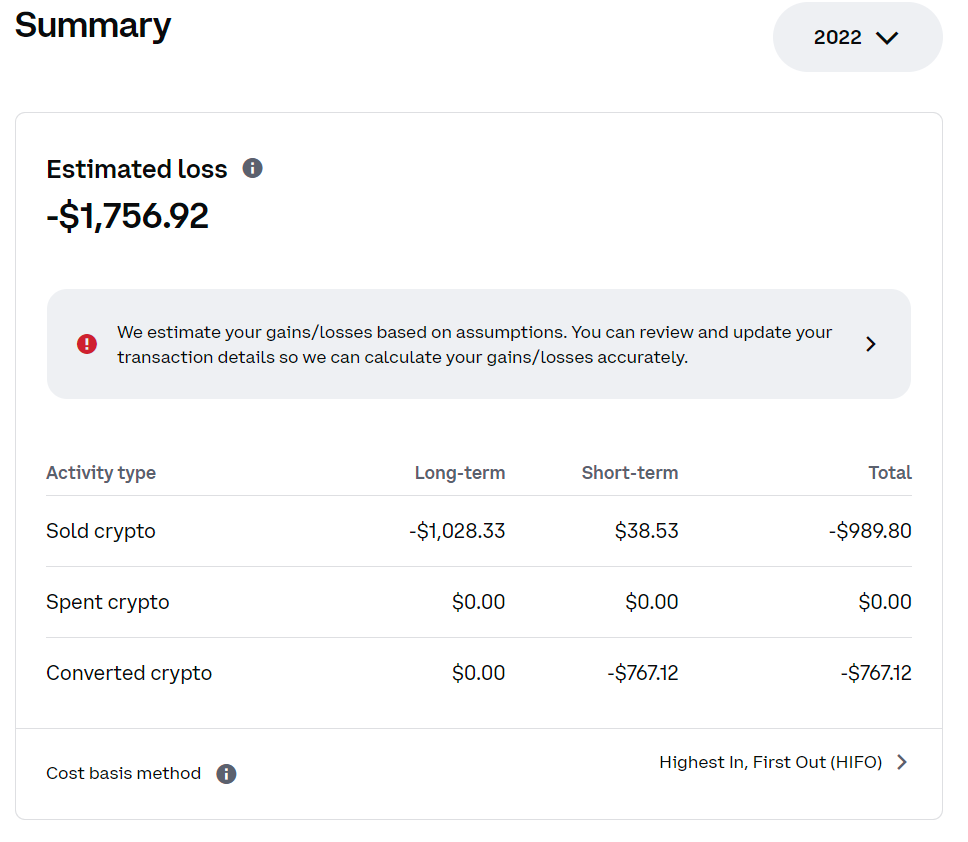 Summary
2022
Estimated loss
-$1,756.92
We estimate your gains/losses based on assumptions. You can review and update your
transaction details so we can calculate your gains/losses accurately.
Activity type Long-term Short-term Total
Sold crypto -$1,028.33 $38.53 -$989.80
Spent crypto $0.00 $0.00 $0.00
Converted crypto $0.00 -$767.12 -$767.12
Cost basis method Highest In, First Out (HIFO)